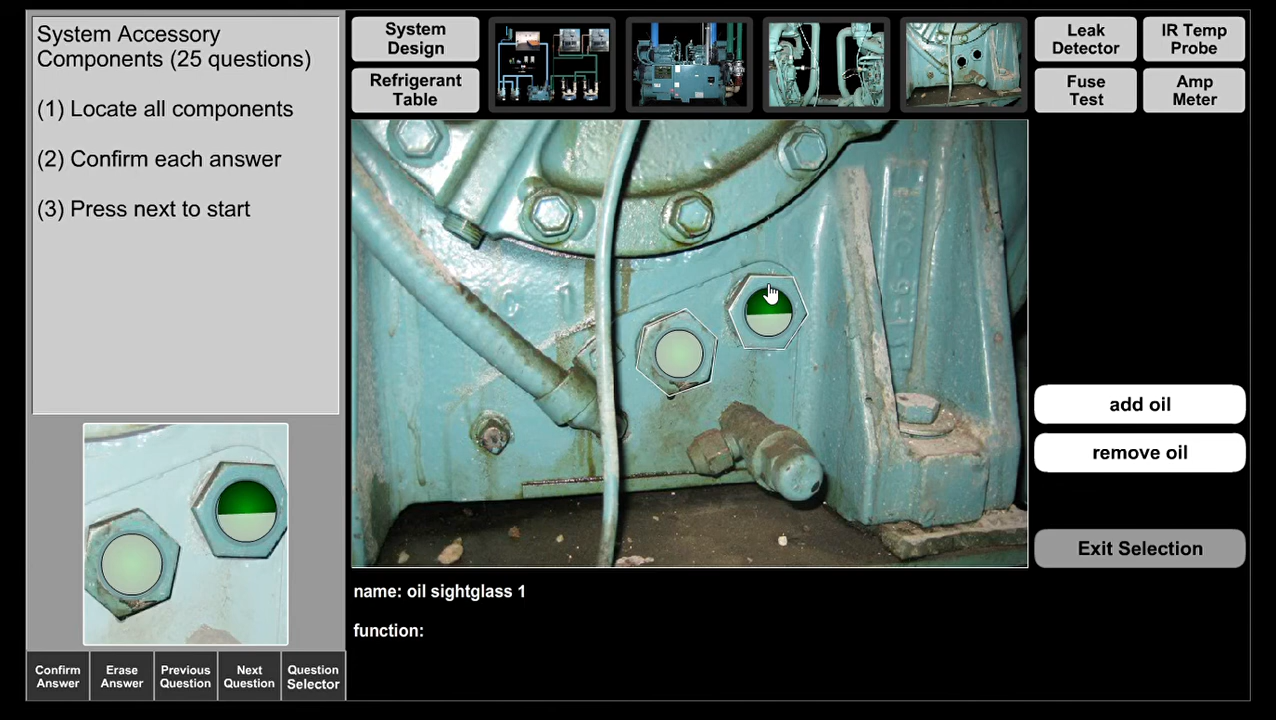 System Accessory
Components (25 questions)
(1) Locate all components
(2) Confirm each answer
(3) Press next to start
System
Design
Refrigerant
Table
Leak
Detector
IR Temp
Probe
Fuse
Test
Amp
Meter
add oil
remove oil
Exit Selection
name: oil sightglass 1
function:
Confirm
Answer
Erase
Answer
Previous
Question
Next
Question
Question
Selector